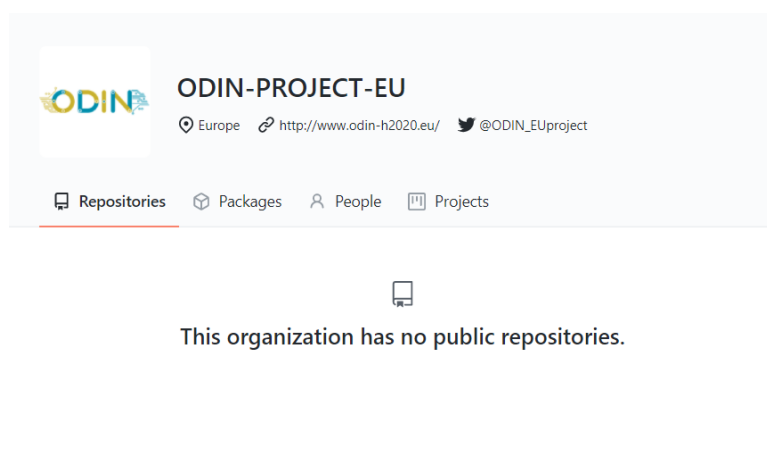 ODIN
ODIN-PROJECT-EU
Europe http://www.odin-h2020.eu/ @ODIN_EUproject
Repositories Packages People Projects
This organization has no public repositories.